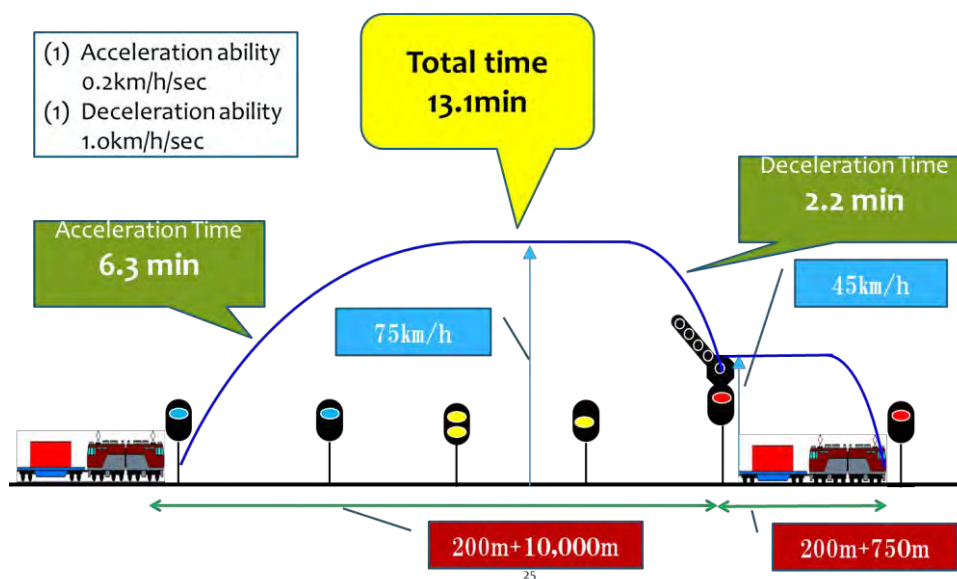 (1) Acceleration ability
0.2km/h/sec
(1) Deceleration ability
1.0km/h/sec
Total time
13.1min
Deceleration Time
2.2 min
Acceleration Time
6.3 min
45km/h
75km/h
200m+10,000m
200m+750m
25